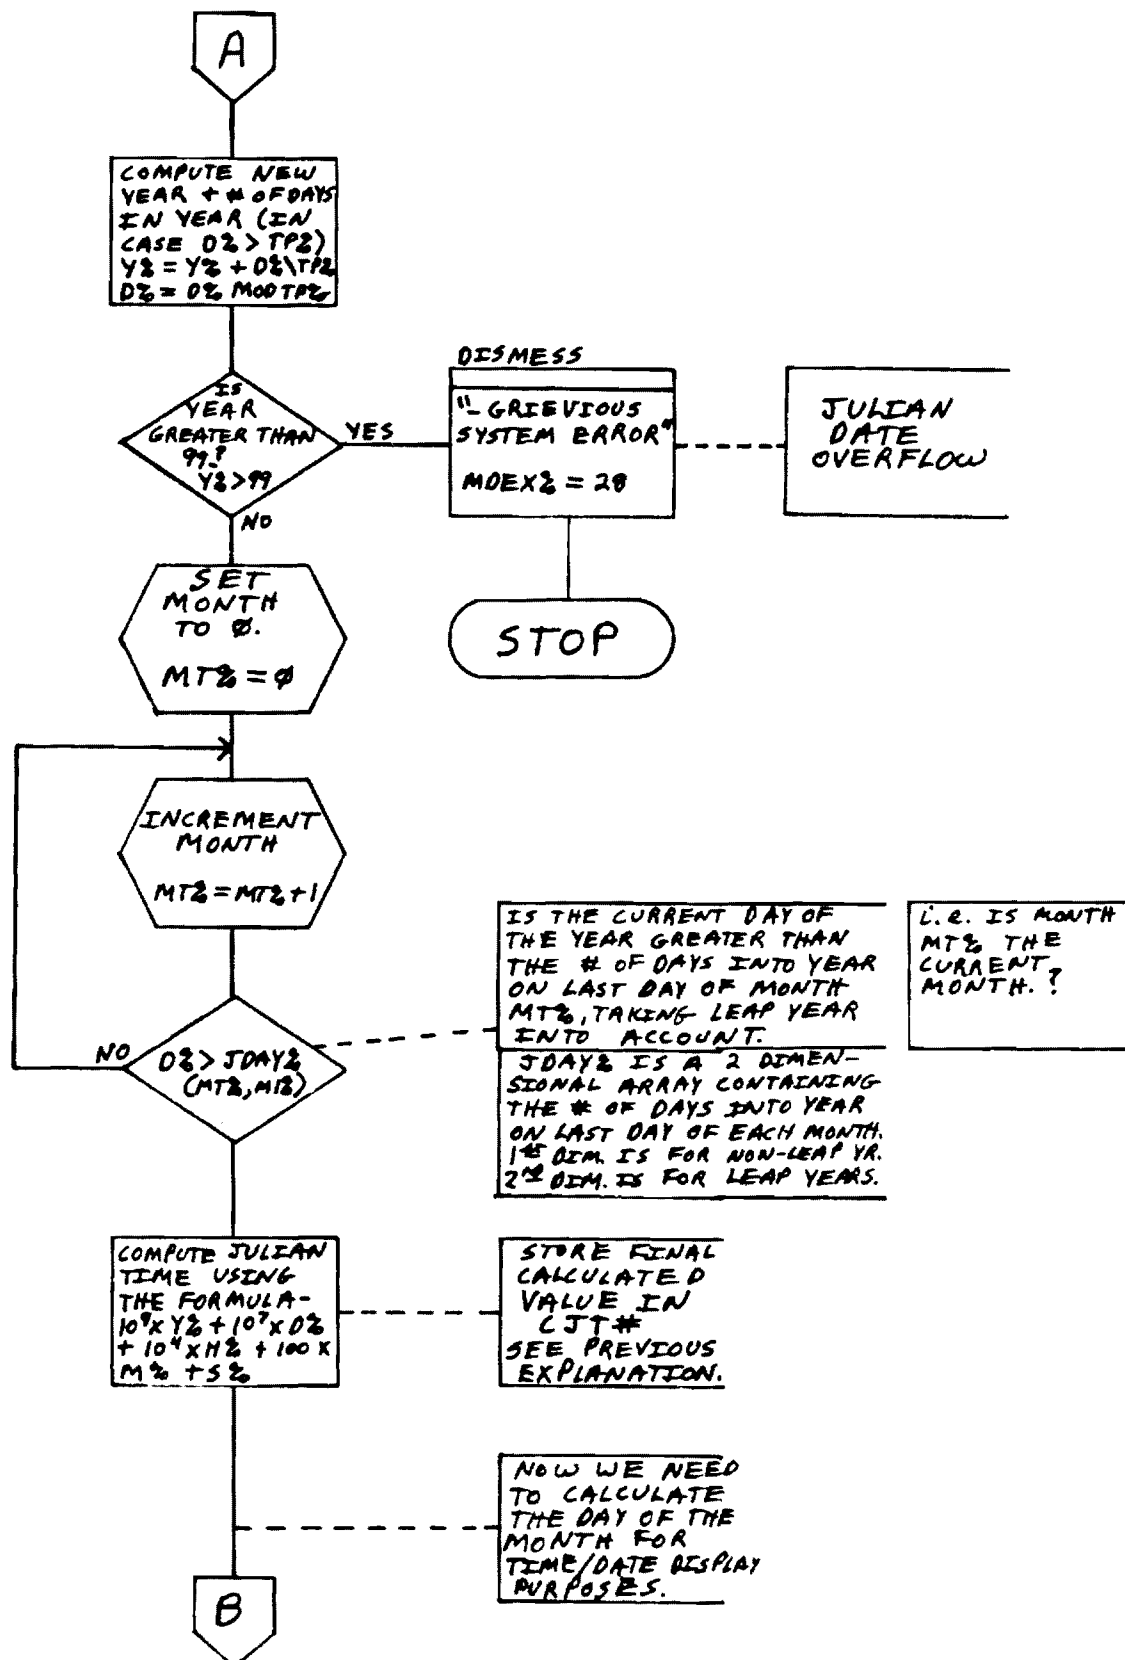 A
COMPUTE NEW
YEAR + # OF DAYS
IN YEAR (IN
CASE D% > TP%)
Y% = Y% + D%\TP%
D% = D% MOD TP%
IS
YEAR
GREATER THAN
99.?
Y%>99
YES
NO
DISMESS
"- GRIEVIOUS
SYSTEM ERROR"
MDEX% = 28
JULIAN
DATE
OVERFLOW
STOP
SET
MONTH
TO Ø.
MT% = Ø
INCREMENT
MONTH
MT% = MT% + 1
NO
D% > JDAY%
(MT%, M1%)
IS THE CURRENT DAY OF
THE YEAR GREATER THAN
THE # OF DAYS INTO YEAR
ON LAST DAY OF MONTH
MT%, TAKING LEAP YEAR
INTO ACCOUNT.
i.e. IS MONTH
MT% THE
CURRENT
MONTH.?
JDAY% IS A 2 DIMEN-
SIONAL ARRAY CONTAINING
THE # OF DAYS INTO YEAR
ON LAST DAY OF EACH MONTH.
1ST DIM. IS FOR NON-LEAP YR.
2ND DIM. IS FOR LEAP YEARS.
COMPUTE JULIAN
TIME USING
THE FORMULA-
10⁹ x Y% + 10⁷ x D%
+ 10⁴ x H% + 100 x
M% + S%
STORE FINAL
CALCULATED
VALUE IN
CJT#
SEE PREVIOUS
EXPLANATION.
NOW WE NEED
TO CALCULATE
THE DAY OF THE
MONTH FOR
TIME/DATE DISPLAY
PURPOSES.
B